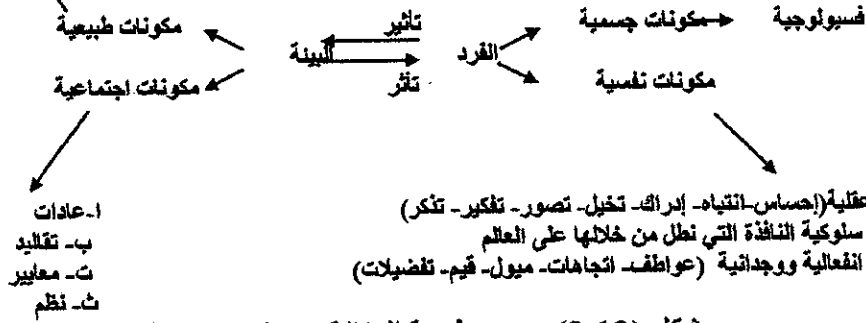 فسيولوجية مكونات جسمية تأثير مكونات طبيعية
الفرد البيئة
مكونات نفسية تأثر مكونات اجتماعية
عقلية(إحساس-انتباه- إدراك- تخيل- تصور- تفكير- تذكر) ا-عادات
سلوكية النافذة التي نطل من خلالها على العالم ب- تقاليد
انفعالية ووجدانية (عواطف- اتجاهات- ميول- قيم- تفضيلات) ت- معايير
ث- نظم